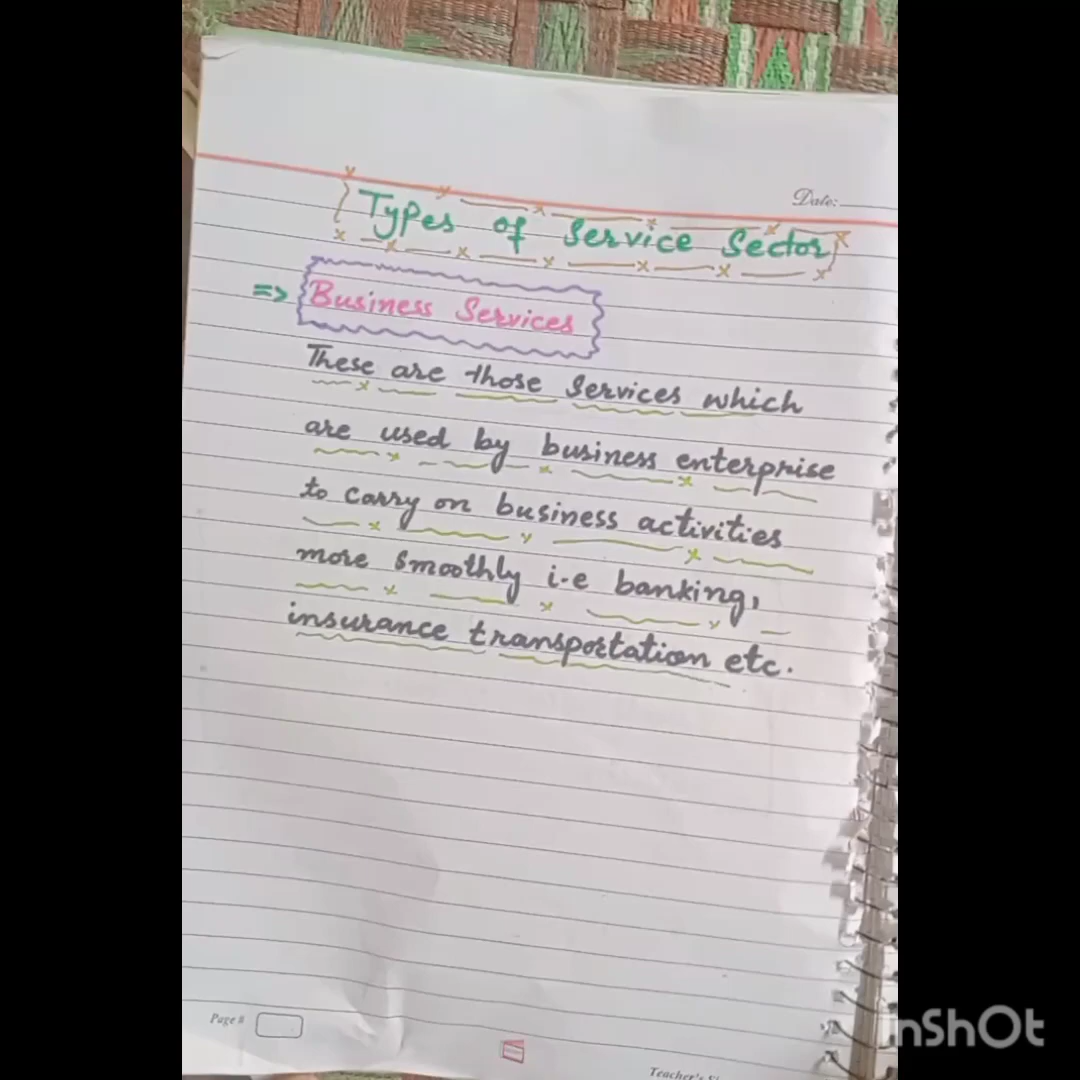 Date:
Types of Service Sector
=> Business Services
These are those Services which
are used by business enterprise
to carry on business activities
more smoothly i-e banking,
insurance transportation etc.
Page #
InShOt